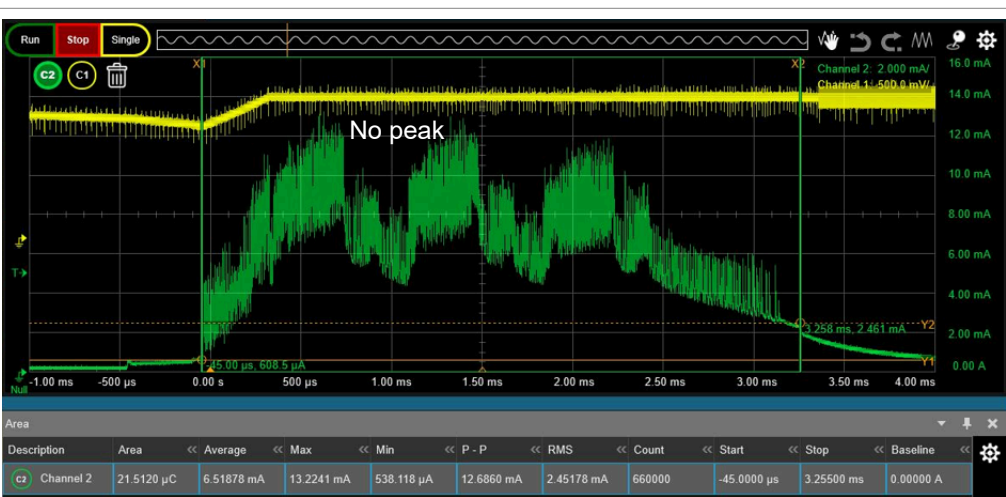 Run Stop Single
C2 C1
X1 X2
Channel 2: 2.000 mA/
Channel 1: 500.0 mV/
16.0 mA
14.0 mA
12.0 mA
10.0 mA
8.00 mA
6.00 mA
4.00 mA
2.00 mA
0.00 A
No peak
T
3.258 ms, 2.461 mA
Y2
-45.00 µs, 608.5 µA
Y1
Null
-1.00 ms -500 µs 0.00 s 500 µs 1.00 ms 1.50 ms 2.00 ms 2.50 ms 3.00 ms 3.50 ms 4.00 ms
Area
Description Area Average Max Min P - P RMS Count Start Stop Baseline
C2 Channel 2 21.5120 µC 6.51878 mA 13.2241 mA 538.118 µA 12.6860 mA 2.45178 mA 660000 -45.0000 µs 3.25500 ms 0.00000 A